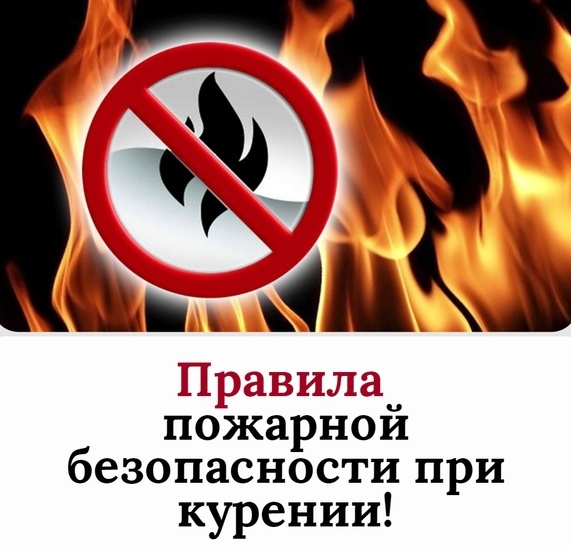 Правила
пожарной
безопасности при
курении!